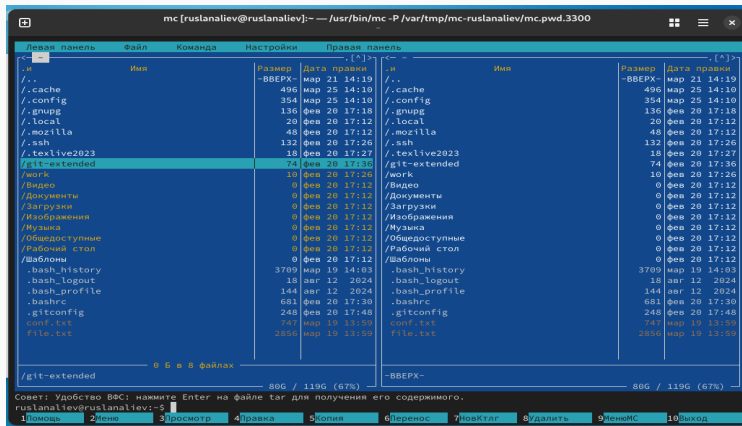 mc [ruslanaliev@ruslanaliev]:~ — /usr/bin/mc -P /var/tmp/mc-ruslanaliev/mc.pwd.3300
~
Левая панель Файл Команда Настройки Правая панель
<- ~ .[^]> <- ~ .[^]>
.и Имя Размер Дата правки .и Имя Размер Дата правки
/.. -ВВЕРХ- мар 21 14:19 /.. -ВВЕРХ- мар 21 14:19
/.cache 496 мар 25 14:10 /.cache 496 мар 25 14:10
/.config 354 мар 25 14:10 /.config 354 мар 25 14:10
/.gnupg 136 фев 20 17:18 /.gnupg 136 фев 20 17:18
/.local 20 фев 20 17:12 /.local 20 фев 20 17:12
/.mozilla 48 фев 20 17:12 /.mozilla 48 фев 20 17:12
/.ssh 132 фев 20 17:26 /.ssh 132 фев 20 17:26
/.texlive2023 18 фев 20 17:27 /.texlive2023 18 фев 20 17:27
/git-extended 74 фев 20 17:36 /git-extended 74 фев 20 17:36
/work 10 фев 20 17:26 /work 10 фев 20 17:26
/Видео 0 фев 20 17:12 /Видео 0 фев 20 17:12
/Документы 0 фев 20 17:12 /Документы 0 фев 20 17:12
/Загрузки 0 фев 20 17:12 /Загрузки 0 фев 20 17:12
/Изображения 0 фев 20 17:12 /Изображения 0 фев 20 17:12
/Музыка 0 фев 20 17:12 /Музыка 0 фев 20 17:12
/Общедоступные 0 фев 20 17:12 /Общедоступные 0 фев 20 17:12
/Рабочий стол 0 фев 20 17:12 /Рабочий стол 0 фев 20 17:12
/Шаблоны 0 фев 20 17:12 /Шаблоны 0 фев 20 17:12
.bash_history 3709 мар 19 14:03 .bash_history 3709 мар 19 14:03
.bash_logout 18 авг 12 2024 .bash_logout 18 авг 12 2024
.bash_profile 144 авг 12 2024 .bash_profile 144 авг 12 2024
.bashrc 681 фев 20 17:30 .bashrc 681 фев 20 17:30
.gitconfig 248 фев 20 17:48 .gitconfig 248 фев 20 17:48
conf.txt 747 мар 19 13:59 conf.txt 747 мар 19 13:59
file.txt 2856 мар 19 13:59 file.txt 2856 мар 19 13:59
0 Б в 8 файлах
/git-extended -ВВЕРХ-
80G / 119G (67%) 80G / 119G (67%)
Совет: Удобство ВФС: нажмите Enter на файле tar для получения его содержимого.
ruslanaliev@ruslanaliev:~$
1Помощь 2Меню 3Просмотр 4Правка 5Копия 6Перенос 7НовКтлг 8Удалить 9МенюMC 10Выход